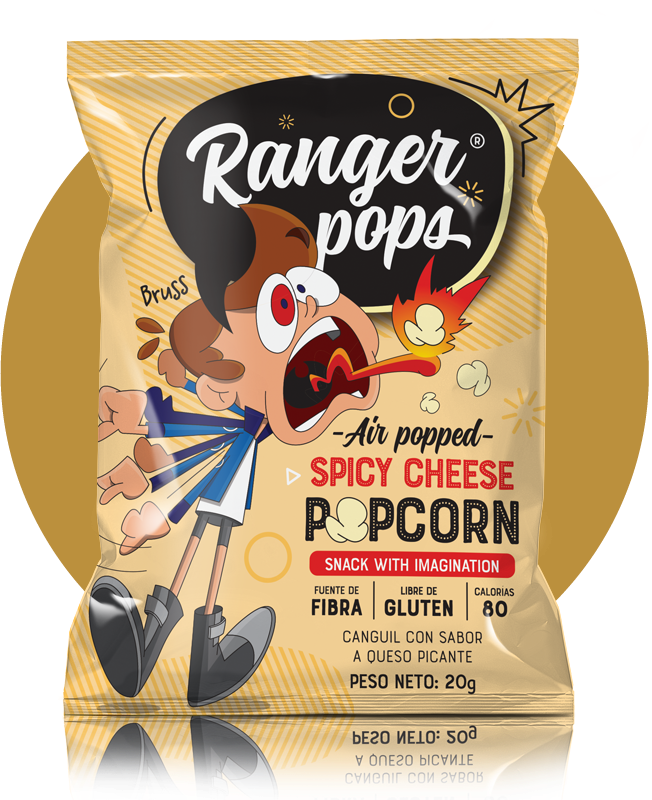 Ranger®
pops
Bruss
-Air popped-
SPICY CHEESE
POPCORN
SNACK WITH IMAGINATION
FUENTE DE FIBRA
LIBRE DE GLUTEN
CALORIAS 80
CANGUIL CON SABOR
A QUESO PICANTE
PESO NETO: 20g